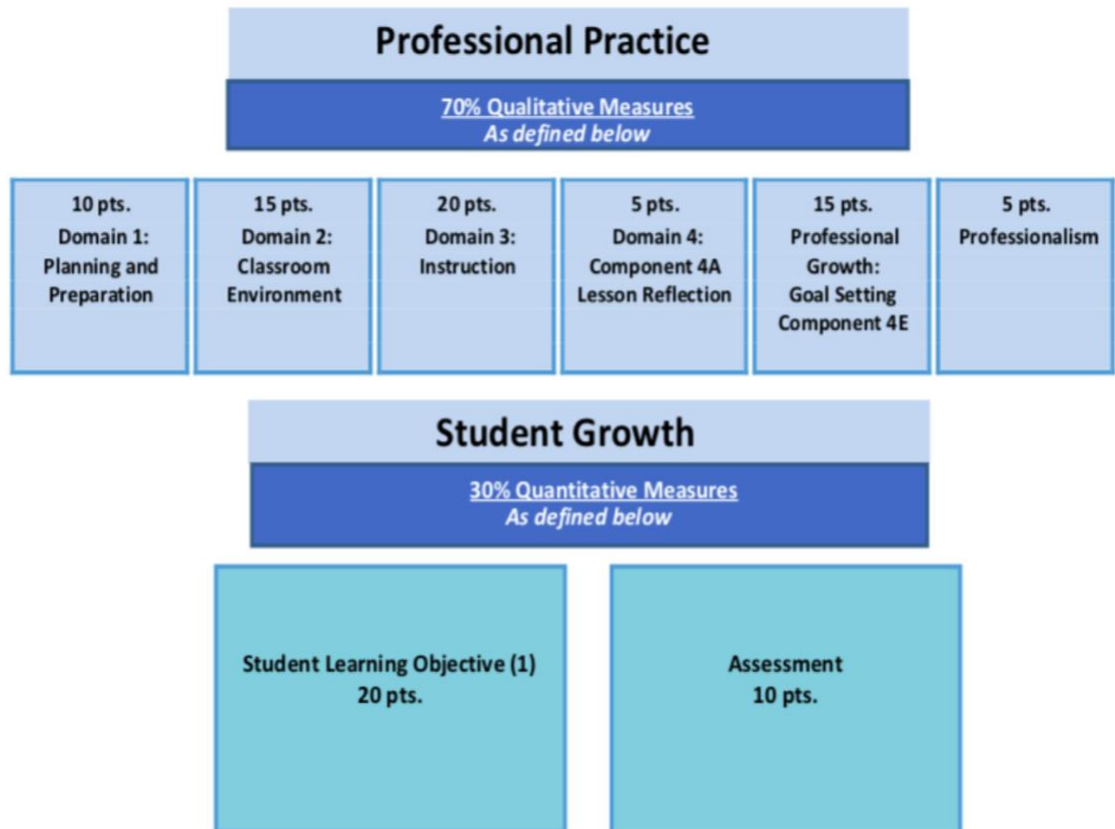 Professional Practice
70% Qualitative Measures
As defined below
10 pts.
Domain 1:
Planning and
Preparation
15 pts.
Domain 2:
Classroom
Environment
20 pts.
Domain 3:
Instruction
5 pts.
Domain 4:
Component 4A
Lesson Reflection
15 pts.
Professional
Growth:
Goal Setting
Component 4E
5 pts.
Professionalism
Student Growth
30% Quantitative Measures
As defined below
Student Learning Objective (1)
20 pts.
Assessment
10 pts.